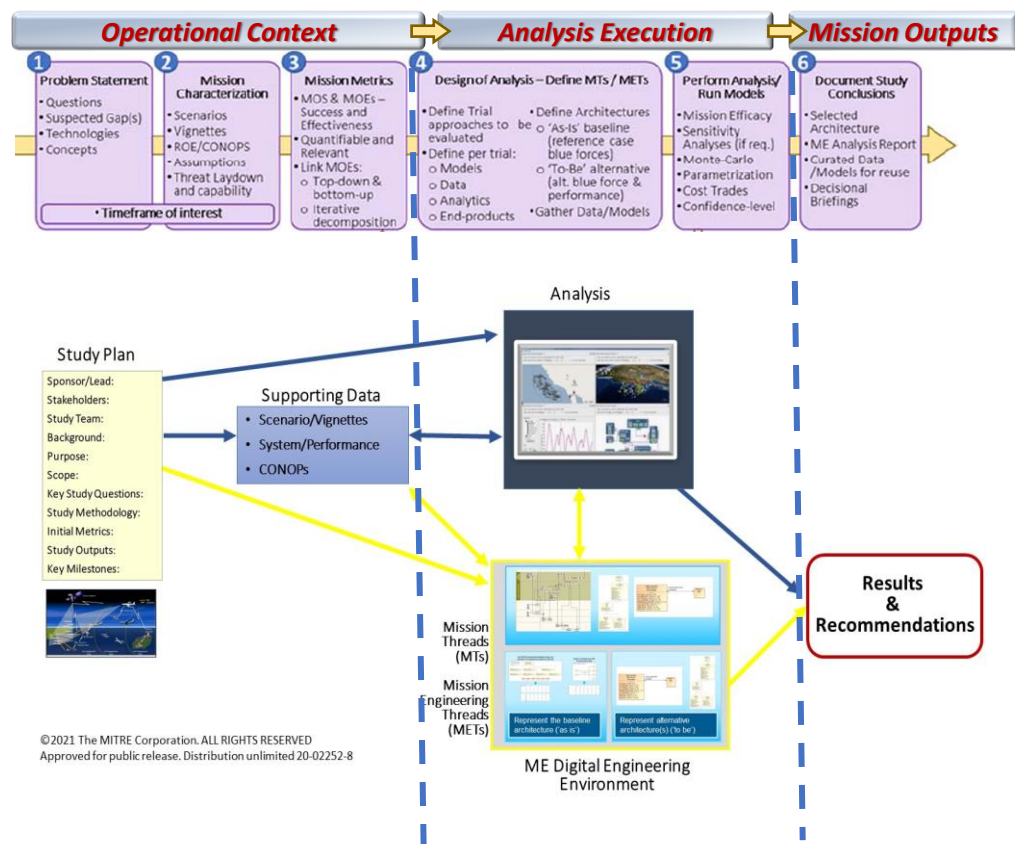 Operational Context
Analysis Execution
Mission Outputs
1
Problem Statement
• Questions
• Suspected Gap(s)
• Technologies
• Concepts
2
Mission
Characterization
• Scenarios
• Vignettes
• ROE/CONOPS
- Assumptions
• Threat Laydown
and capability
• Timeframe of interest
3
Mission Metrics
• MOS & MOEs –
Success and
Effectiveness
• Quantifiable and
Relevant
• Link MOEs:
o Top-down &
bottom-up
o Iterative
decomposition
4
Design of Analysis – Define MTs / METs
• Define Trial
approaches to be
evaluated
• Define per trial:
o Models
o Data
o Analytics
o End-products
• Define Architectures
o 'As-Is' baseline
(reference case
blue forces)
o 'To-Be' alternative
(alt. blue force &
performance)
• Gather Data/Models
5
Perform Analysis/
Run Models
• Mission Efficacy
• Sensitivity
Analyses (if req.)
• Monte-Carlo
• Parametrization
• Cost Trades
• Confidence-level
6
Document Study
Conclusions
• Selected
Architecture
• ME Analysis Report
• Curated Data
/Models for reuse
• Decisional
Briefings
Study Plan
Sponsor/Lead:
Stakeholders:
Study Team:
Background:
Purpose:
Scope:
Key Study Questions:
Study Methodology:
Initial Metrics:
Study Outputs:
Key Milestones:
Supporting Data
• Scenario/Vignettes
• System/Performance
• CONOPs
Analysis
Mission
Threads
(MTs)
Mission
Engineering
Threads
(METs)
Represent the baseline
architecture ('as is')
Represent alternative
architecture(s) ('to be')
ME Digital Engineering
Environment
Results
&
Recommendations
©2021 The MITRE Corporation. ALL RIGHTS RESERVED
Approved for public release. Distribution unlimited 20-02252-8